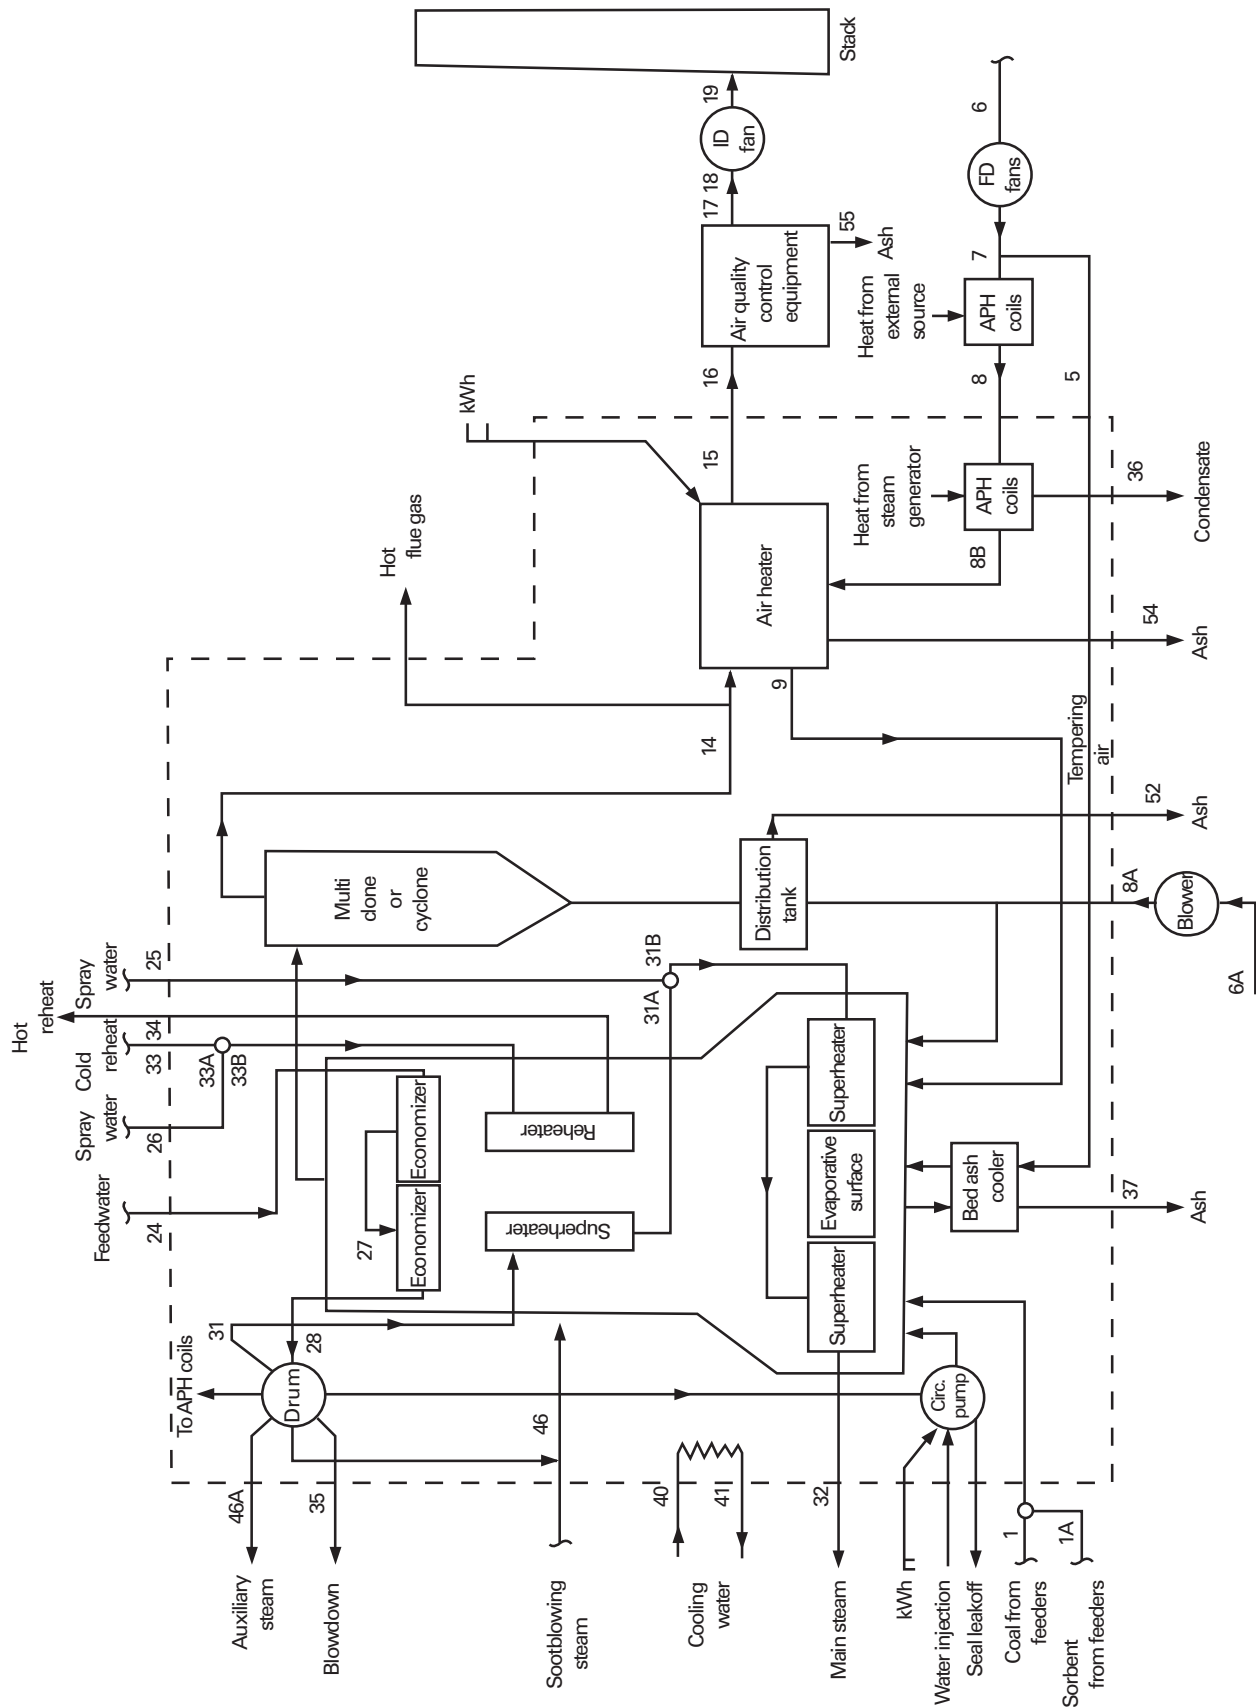 Stack
19
ID
fan
18
17
6
FD
fans
7
55
Ash
Air quality
control
equipment
Heat from
external
source
APH
coils
16
8
5
kWh
15
Heat from
steam
generator
APH
coils
36
Condensate
Hot
flue gas
Air heater
8B
54
Ash
9
14
Tempering
air
52
Ash
Multi
clone
or
cyclone
Distribution
tank
8A
Blower
6A
Spray
water
25
31B
31A
Hot
reheat
34
Cold
reheat
33
33A
33B
Spray
water
26
Feedwater
24
Economizer
27
Economizer
Reheater
Superheater
Superheater
Evaporative
surface
Superheater
Bed ash
cooler
37
Ash
31
28
To APH coils
Drum
46
Circ.
pump
46A
35
40
41
32
1
1A
Auxiliary
steam
Blowdown
Sootblowing
steam
Cooling
water
Main steam
kWh
Water injection
Seal leakoff
Coal from
feeders
Sorbent
from feeders